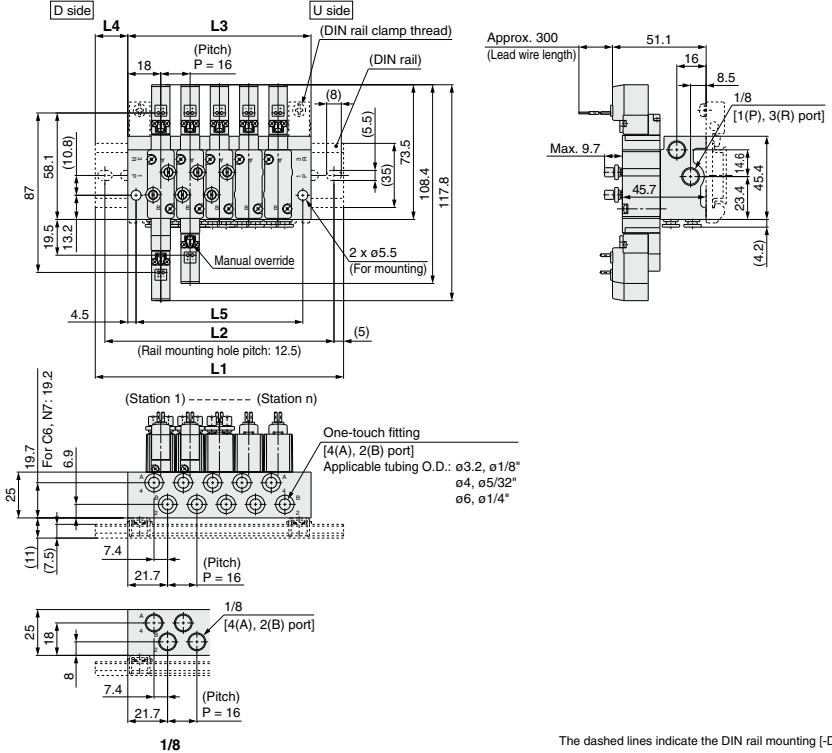 D side
U side
L4
L3
(DIN rail clamp thread)
(Pitch)
18
P = 16
(DIN rail)
(8)
(5.5)
(35)
73.5
108.4
117.8
87
58.1
(10.8)
19.5
13.2
Manual override
2 x ø5.5
(For mounting)
4.5
L5
L2
(5)
(Rail mounting hole pitch: 12.5)
L1
Approx. 300
(Lead wire length)
51.1
16
8.5
1/8
[1(P), 3(R) port]
Max. 9.7
45.7
14.6
23.4
45.4
(4.2)
(Station 1)
(Station n)
For C6, N7: 19.2
19.7
6.9
25
(11)
(7.5)
7.4
21.7
(Pitch)
P = 16
A
4
B
2
A
4
B
2
One-touch fitting
[4(A), 2(B) port]
Applicable tubing O.D.: ø3.2, ø1/8"
ø4, ø5/32"
ø6, ø1/4"
1/8
[4(A), 2(B) port]
A
4
B
2
25
18
8
7.4
21.7
(Pitch)
P = 16
1/8
The dashed lines indicate the DIN rail mounting [-D